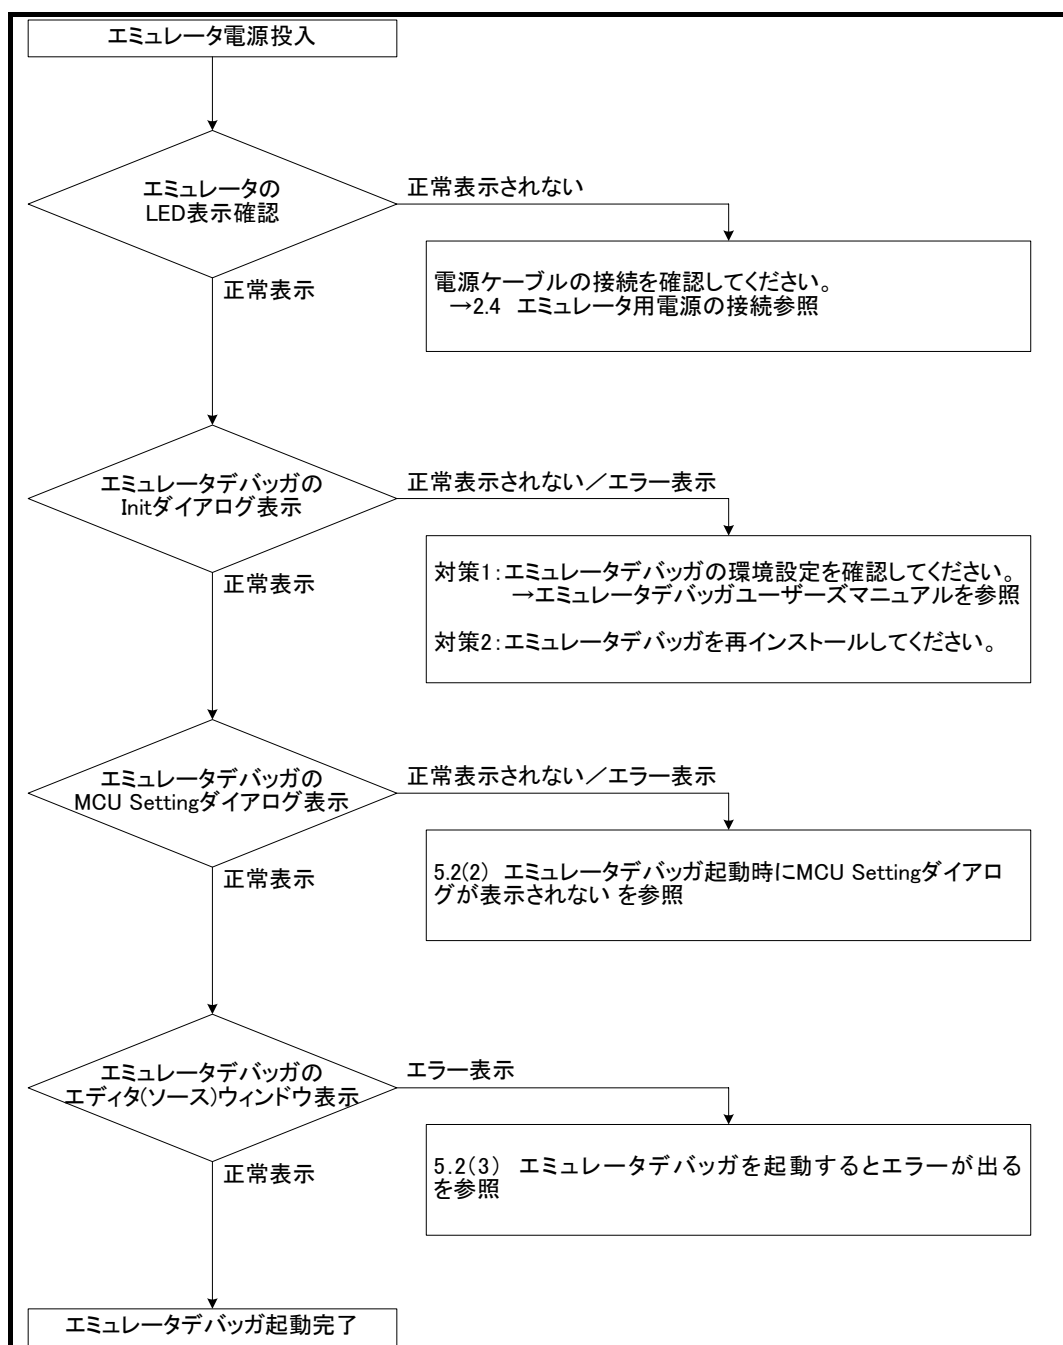 エミュレータ電源投入
エミュレータの
LED表示確認
正常表示されない
正常表示
電源ケーブルの接続を確認してください。
→2.4 エミュレータ用電源の接続参照
エミュレータデバッガの
Initダイアログ表示
正常表示されない／エラー表示
正常表示
対策1：エミュレータデバッガの環境設定を確認してください。
→エミュレータデバッガユーザーズマニュアルを参照
対策2：エミュレータデバッガを再インストールしてください。
エミュレータデバッガの
MCU Settingダイアログ表示
正常表示されない／エラー表示
正常表示
5.2(2) エミュレータデバッガ起動時にMCU Settingダイアロ
グが表示されない を参照
エミュレータデバッガの
エディタ(ソース)ウィンドウ表示
エラー表示
正常表示
5.2(3) エミュレータデバッガを起動するとエラーが出る
を参照
エミュレータデバッガ起動完了